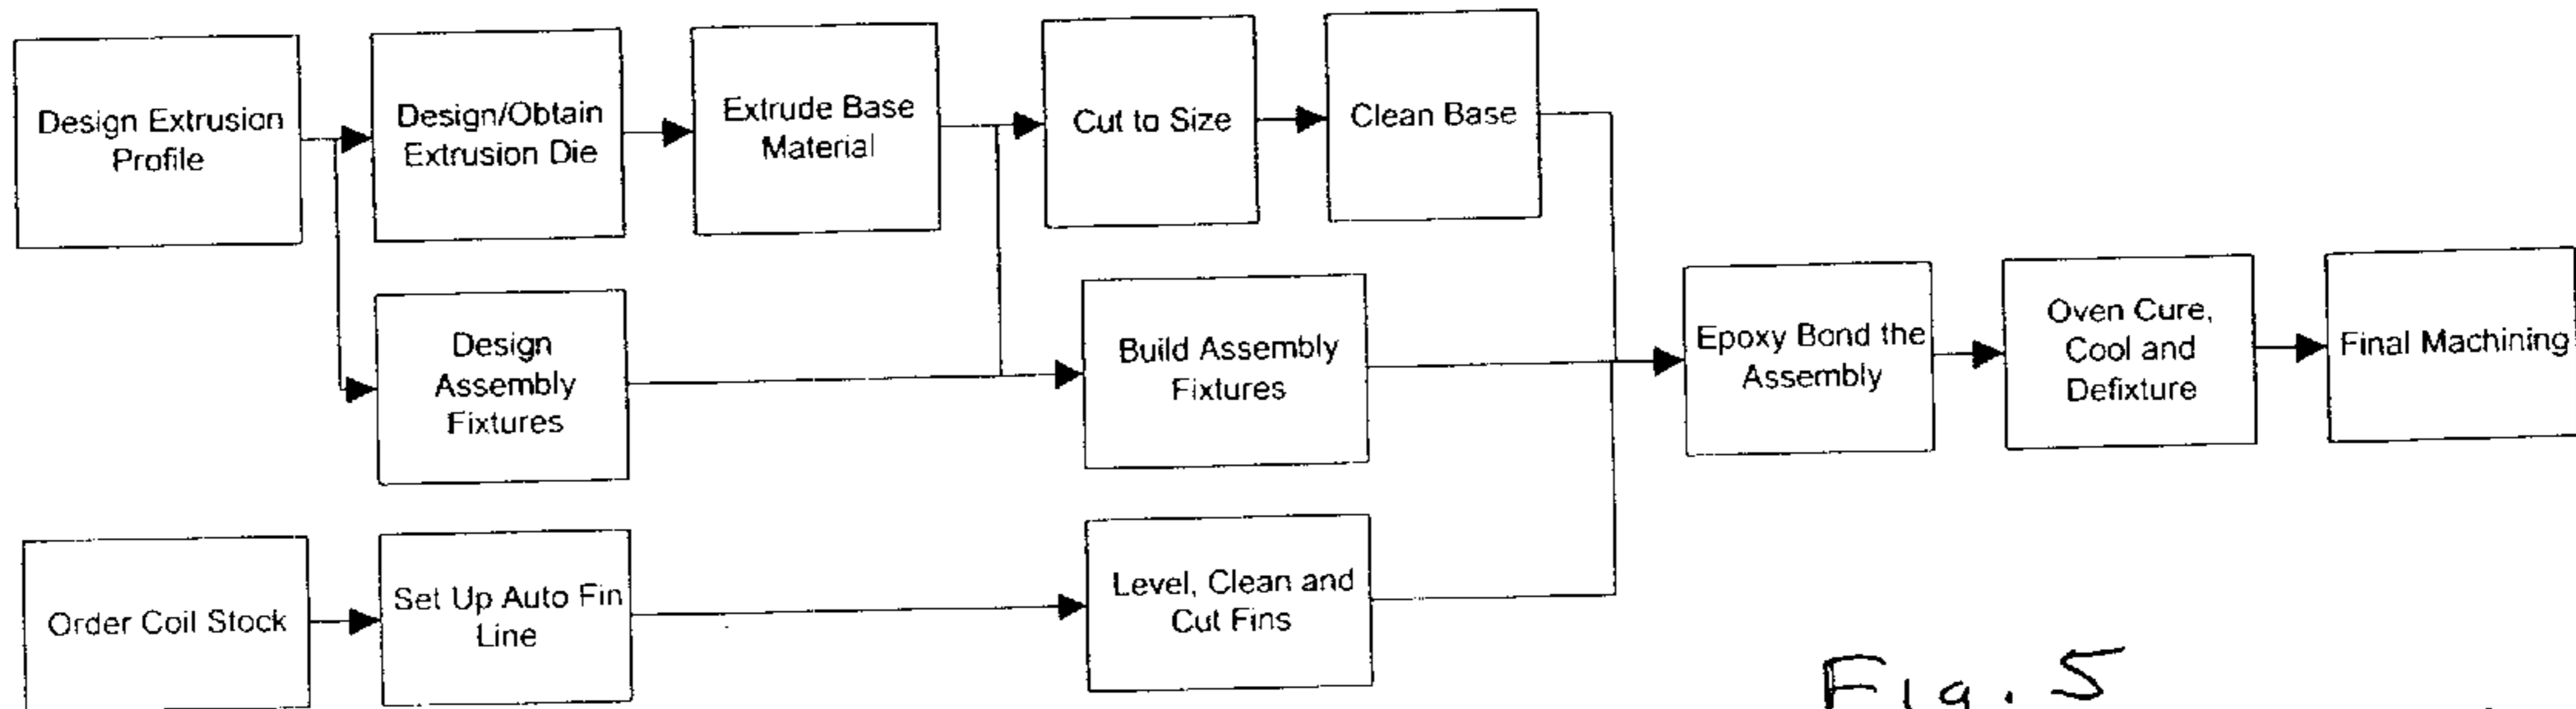 Design Extrusion
Profile
Design/Obtain
Extrusion Die
Extrude Base
Material
Cut to Size
Clean Base
Design
Assembly
Fixtures
Build Assembly
Fixtures
Epoxy Bond the
Assembly
Oven Cure,
Cool and
Defixture
Final Machining
Order Coil Stock
Set Up Auto Fin
Line
Level, Clean and
Cut Fins
Fig. 5